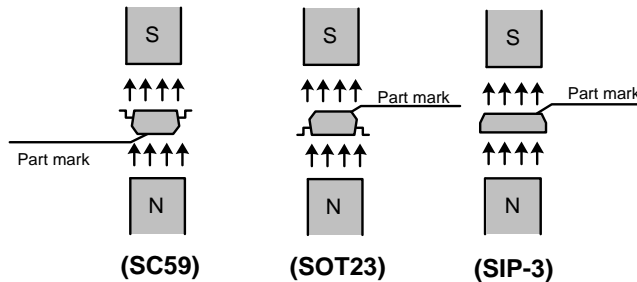 S
S
S
Part mark
Part mark
Part mark
N
N
N
(SC59)
(SOT23)
(SIP-3)